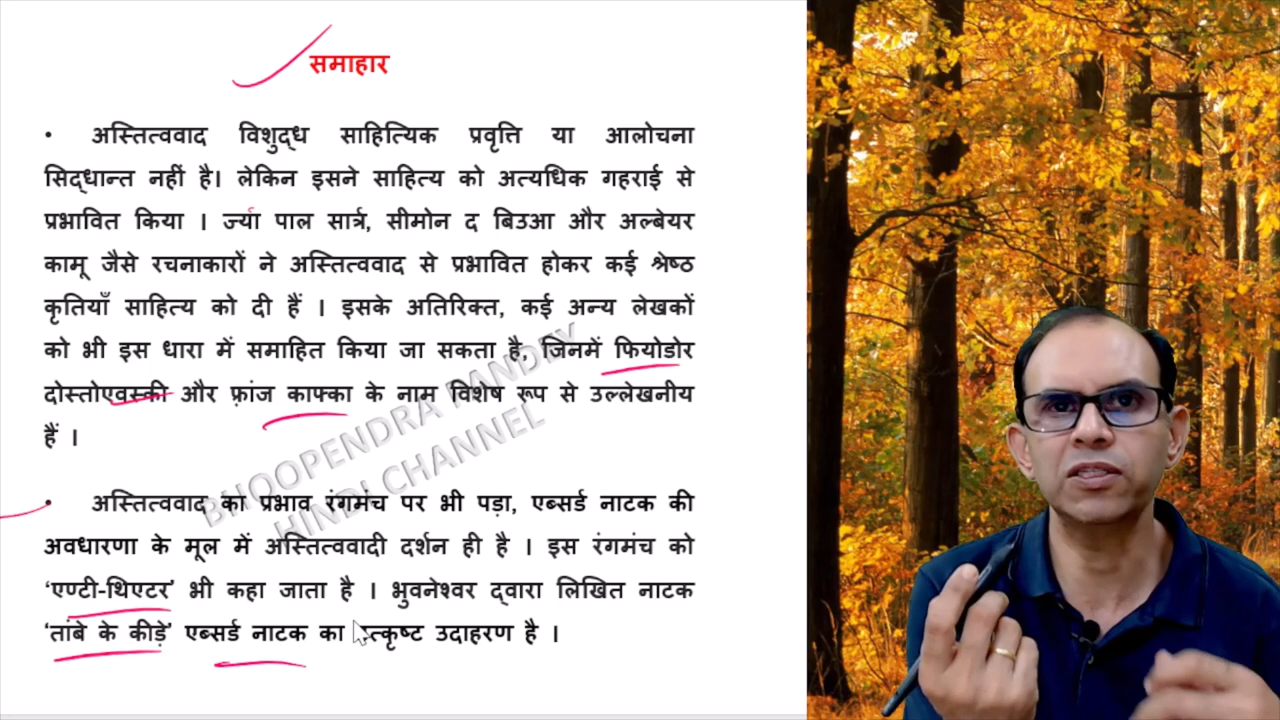 समाहार
• अस्तित्ववाद विशुद्ध साहित्यिक प्रवृत्ति या आलोचना
सिद्धान्त नहीं है। लेकिन इसने साहित्य को अत्यधिक गहराई से
प्रभावित किया । ज्याँ पाल सार्त्र, सीमोन द बिउआ और अल्बेयर
कामू जैसे रचनाकारों ने अस्तित्ववाद से प्रभावित होकर कई श्रेष्ठ
कृतियाँ साहित्य को दी हैं । इसके अतिरिक्त, कई अन्य लेखकों
को भी इस धारा में समाहित किया जा सकता है, जिनमें फियोडोर
दोस्तोएवस्की और फ़्रांज काफ्का के नाम विशेष रूप से उल्लेखनीय
हैं ।
• अस्तित्ववाद का प्रभाव रंगमंच पर भी पड़ा, एब्सर्ड नाटक की
अवधारणा के मूल में अस्तित्ववादी दर्शन ही है । इस रंगमंच को
‘एण्टी-थिएटर’ भी कहा जाता है । भुवनेश्वर द्वारा लिखित नाटक
‘तांबे के कीड़े’ एब्सर्ड नाटक का उदाहरण है ।
BHOOPENDRA PANDEY
HINDI CHANNEL